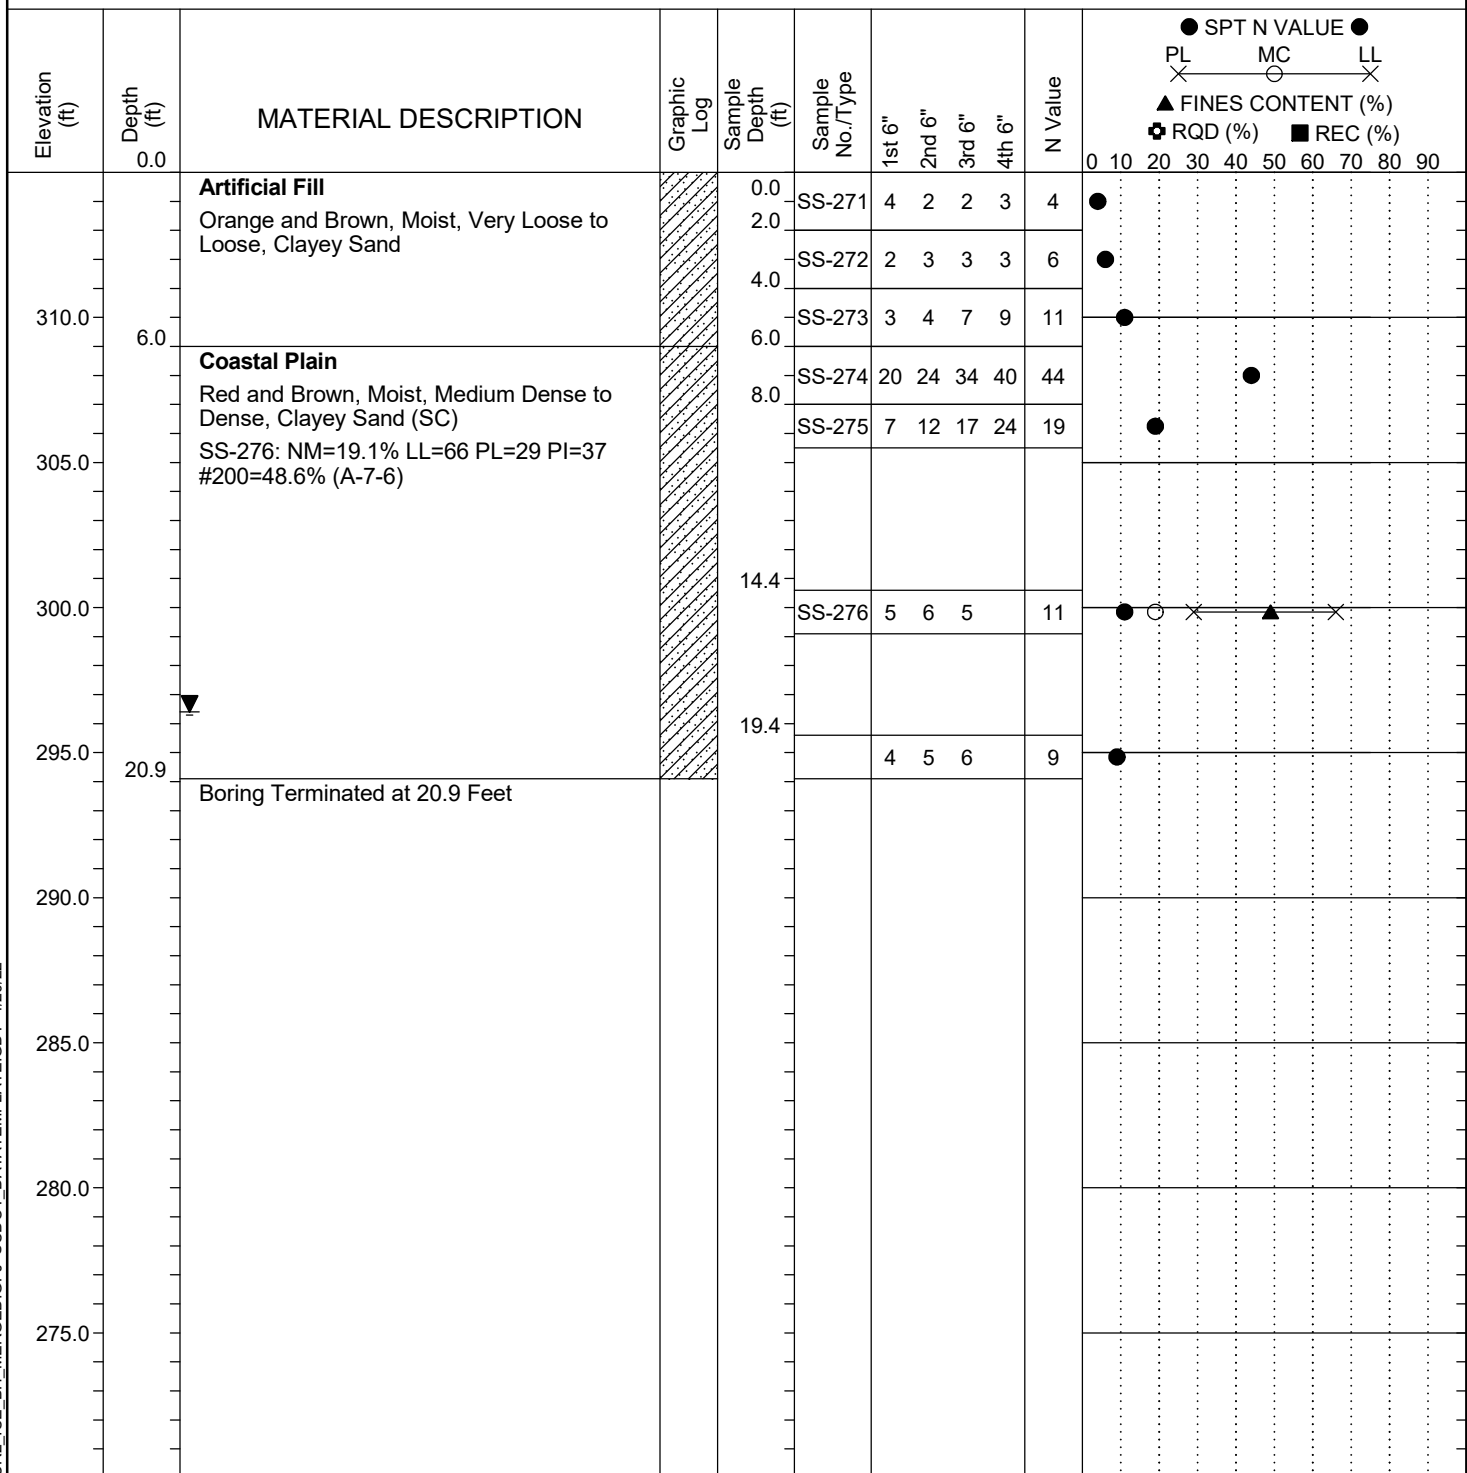 ● SPT N VALUE ●
PL MC LL
▲ FINES CONTENT (%)
RQD (%) ■ REC (%)
Elevation (ft)
Depth (ft)
MATERIAL DESCRIPTION
Graphic Log
Sample Depth (ft)
Sample No./Type
1st 6"
2nd 6"
3rd 6"
4th 6"
N Value
0.0
0 10 20 30 40 50 60 70 80 90
Artificial Fill
0.0
SS-271 4 2 2 3 4
Orange and Brown, Moist, Very Loose to
2.0
Loose, Clayey Sand
SS-272 2 3 3 3 6
4.0
310.0
SS-273 3 4 7 9 11
6.0
6.0
Coastal Plain
SS-274 20 24 34 40 44
Red and Brown, Moist, Medium Dense to
8.0
Dense, Clayey Sand (SC)
SS-275 7 12 17 24 19
SS-276: NM=19.1% LL=66 PL=29 PI=37
305.0
#200=48.6% (A-7-6)
14.4
300.0
SS-276 5 6 5 11
19.4
295.0
4 5 6 9
20.9
Boring Terminated at 20.9 Feet
290.0
285.0
280.0
275.0